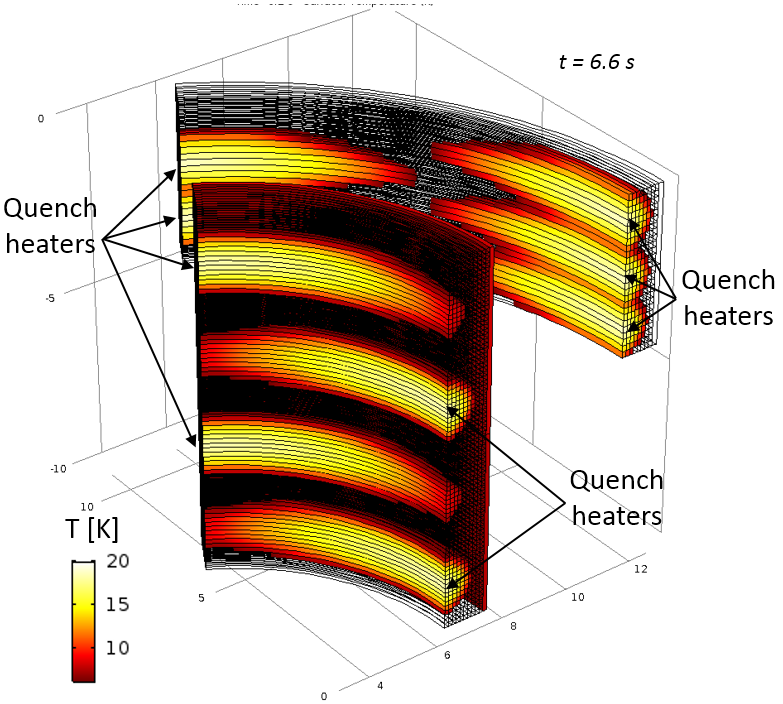 t = 6.6 s
0
Quench
heaters
-5
Quench
heaters
-10
10
Quench
heaters
T [K]
20
15
10
5
12
10
8
6
4
0